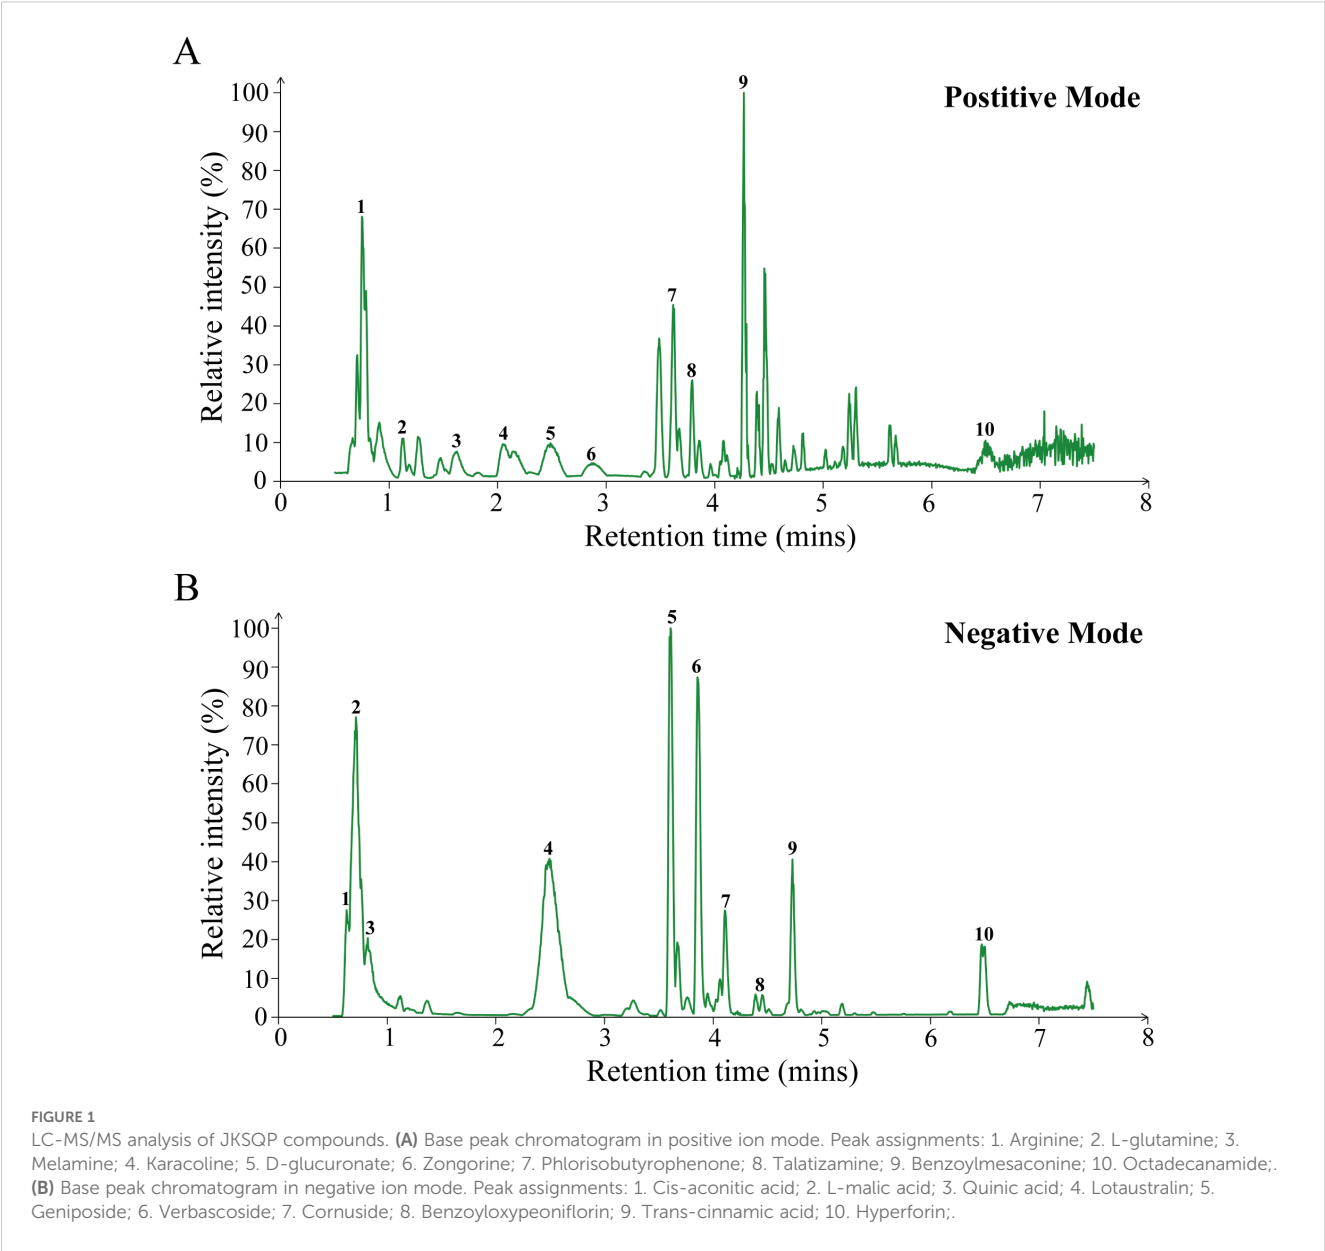 A
Postitive Mode
Relative intensity (%)
100
90
80
70
60
50
40
30
20
10
0
1
2
3
4
5
6
7
8
9
10
0 1 2 3 4 5 6 7 8
Retention time (mins)
B
Negative Mode
Relative intensity (%)
100
90
80
70
60
50
40
30
20
10
0
1
2
3
4
5
6
7
8
9
10
0 1 2 3 4 5 6 7 8
Retention time (mins)
FIGURE 1
LC-MS/MS analysis of JKSQP compounds. (A) Base peak chromatogram in positive ion mode. Peak assignments: 1. Arginine; 2. L-glutamine; 3.
Melamine; 4. Karacoline; 5. D-glucuronate; 6. Zongorine; 7. Phlorisobutyrophenone; 8. Talatizamine; 9. Benzoylmesaconine; 10. Octadecanamide;.
(B) Base peak chromatogram in negative ion mode. Peak assignments: 1. Cis-aconitic acid; 2. L-malic acid; 3. Quinic acid; 4. Lotaustralin; 5.
Geniposide; 6. Verbascoside; 7. Cornuside; 8. Benzoyloxypeoniflorin; 9. Trans-cinnamic acid; 10. Hyperforin;.